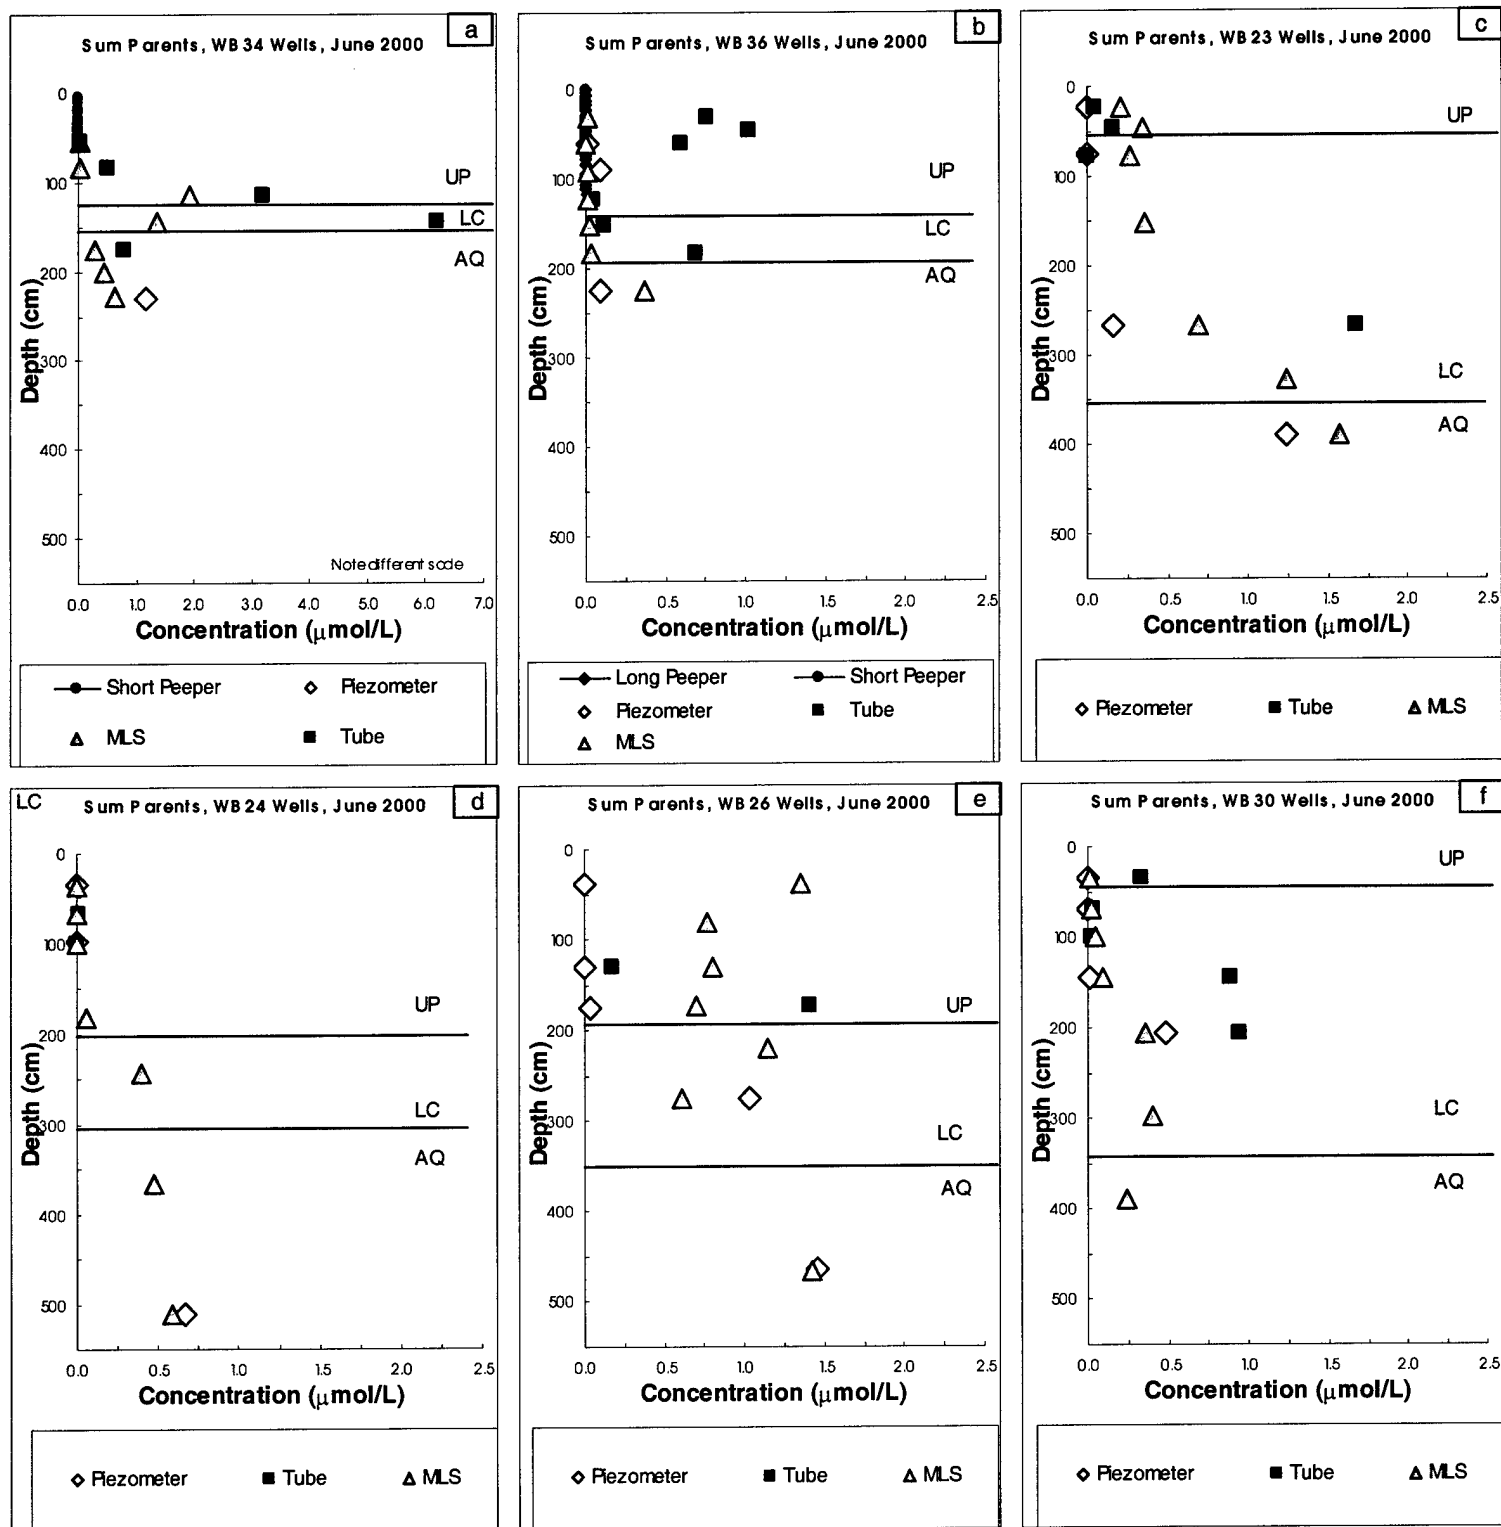 Sum Parents, WB 34 Wells, June 2000
a
0
100
200
300
400
500
Depth (cm)
UP
LC
AQ
Note different scale
0.0 1.0 2.0 3.0 4.0 5.0 6.0 7.0
Concentration (μmol/L)
Short Peeper Piezometer
MLS Tube
Sum Parents, WB 36 Wells, June 2000
b
0
100
200
300
400
500
Depth (cm)
UP
LC
AQ
0.0 0.5 1.0 1.5 2.0 2.5
Concentration (μmol/L)
Long Peeper Short Peeper
Piezometer Tube
MLS
Sum Parents, WB 23 Wells, June 2000
c
0
100
200
300
400
500
Depth (cm)
UP
LC
AQ
0.0 0.5 1.0 1.5 2.0 2.5
Concentration (μmol/L)
Piezometer Tube MLS
LC
Sum Parents, WB 24 Wells, June 2000
d
0
100
200
300
400
500
Depth (cm)
UP
LC
AQ
0.0 0.5 1.0 1.5 2.0 2.5
Concentration (μmol/L)
Piezometer Tube MLS
Sum Parents, WB 26 Wells, June 2000
e
0
100
200
300
400
500
Depth (cm)
UP
LC
AQ
0.0 0.5 1.0 1.5 2.0 2.5
Concentration (μmol/L)
Piezometer Tube MLS
Sum Parents, WB 30 Wells, June 2000
f
0
100
200
300
400
500
Depth (cm)
UP
LC
AQ
0.0 0.5 1.0 1.5 2.0 2.5
Concentration (μmol/L)
Piezometer Tube MLS